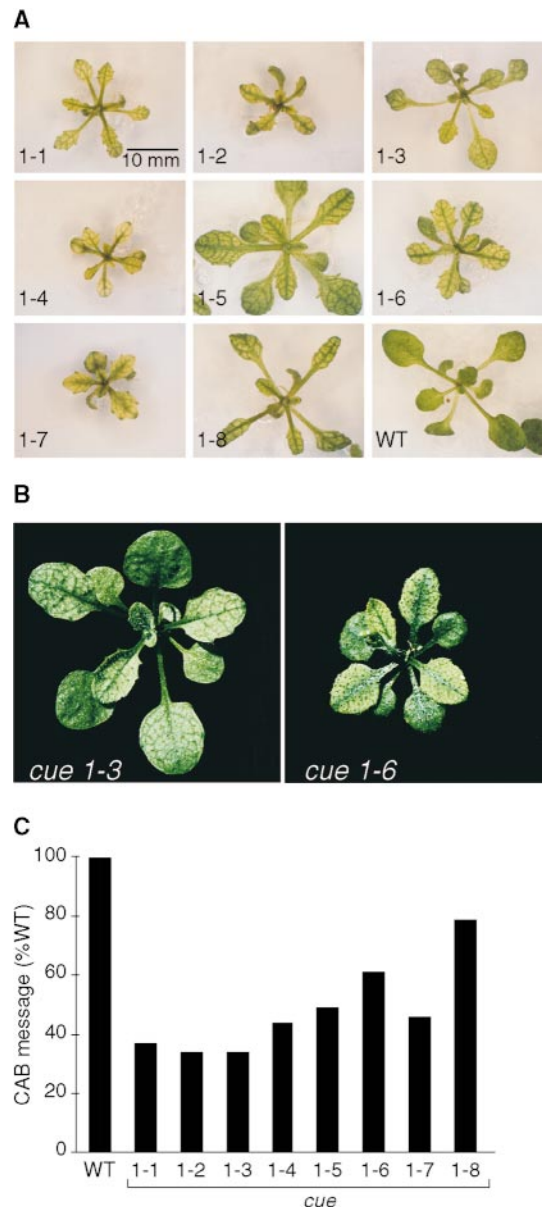 A
1-1
10 mm
1-2
1-3
1-4
1-5
1-6
1-7
1-8
WT
B
cue 1-3
cue 1-6
C
CAB message (%WT)
100
80
60
40
20
0
WT 1-1 1-2 1-3 1-4 1-5 1-6 1-7 1-8
cue